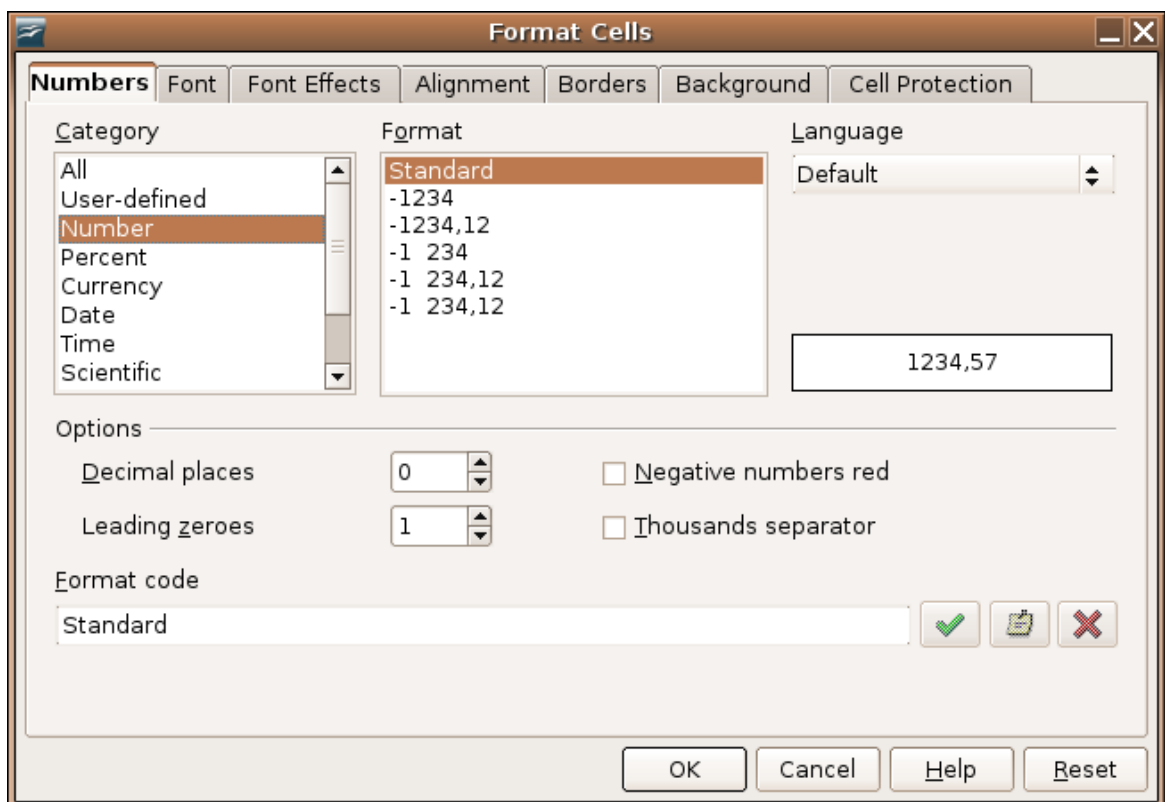 Format Cells
Numbers Font Font Effects Alignment Borders Background Cell Protection
Category
All
User-defined
Number
Percent
Currency
Date
Time
Scientific
Format
Standard
-1234
-1234,12
-1 234
-1 234,12
-1 234,12
Language
Default
1234,57
Options
Decimal places 0
Negative numbers red
Leading zeroes 1
Thousands separator
Format code
Standard
OK Cancel Help Reset